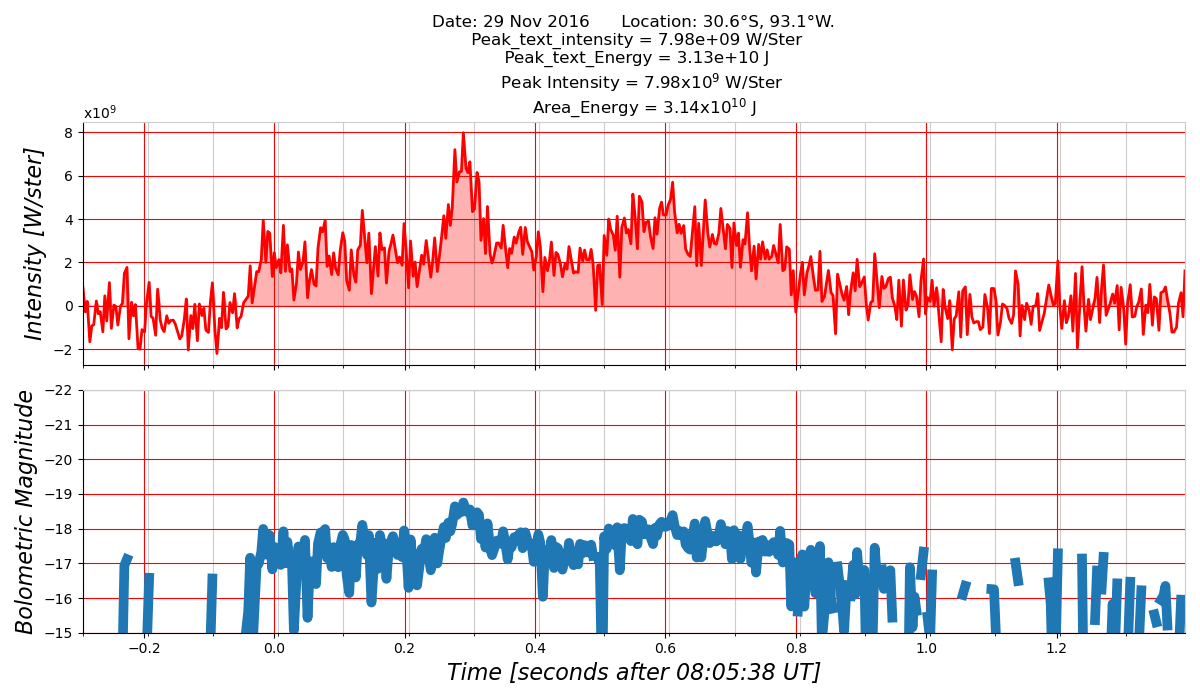 Date: 29 Nov 2016      Location: 30.6°S, 93.1°W.
Peak_text_intensity = 7.98e+09 W/Ster
Peak_text_Energy = 3.13e+10 J
Peak Intensity = 7.98x10⁹ W/Ster
Area_Energy = 3.14x10¹⁰ J
x10⁹
8
6
4
2
0
−2
Intensity [W/ster]
−22
−21
−20
−19
−18
−17
−16
−15
Bolometric Magnitude
−0.2 0.0 0.2 0.4 0.6 0.8 1.0 1.2
Time [seconds after 08:05:38 UT]